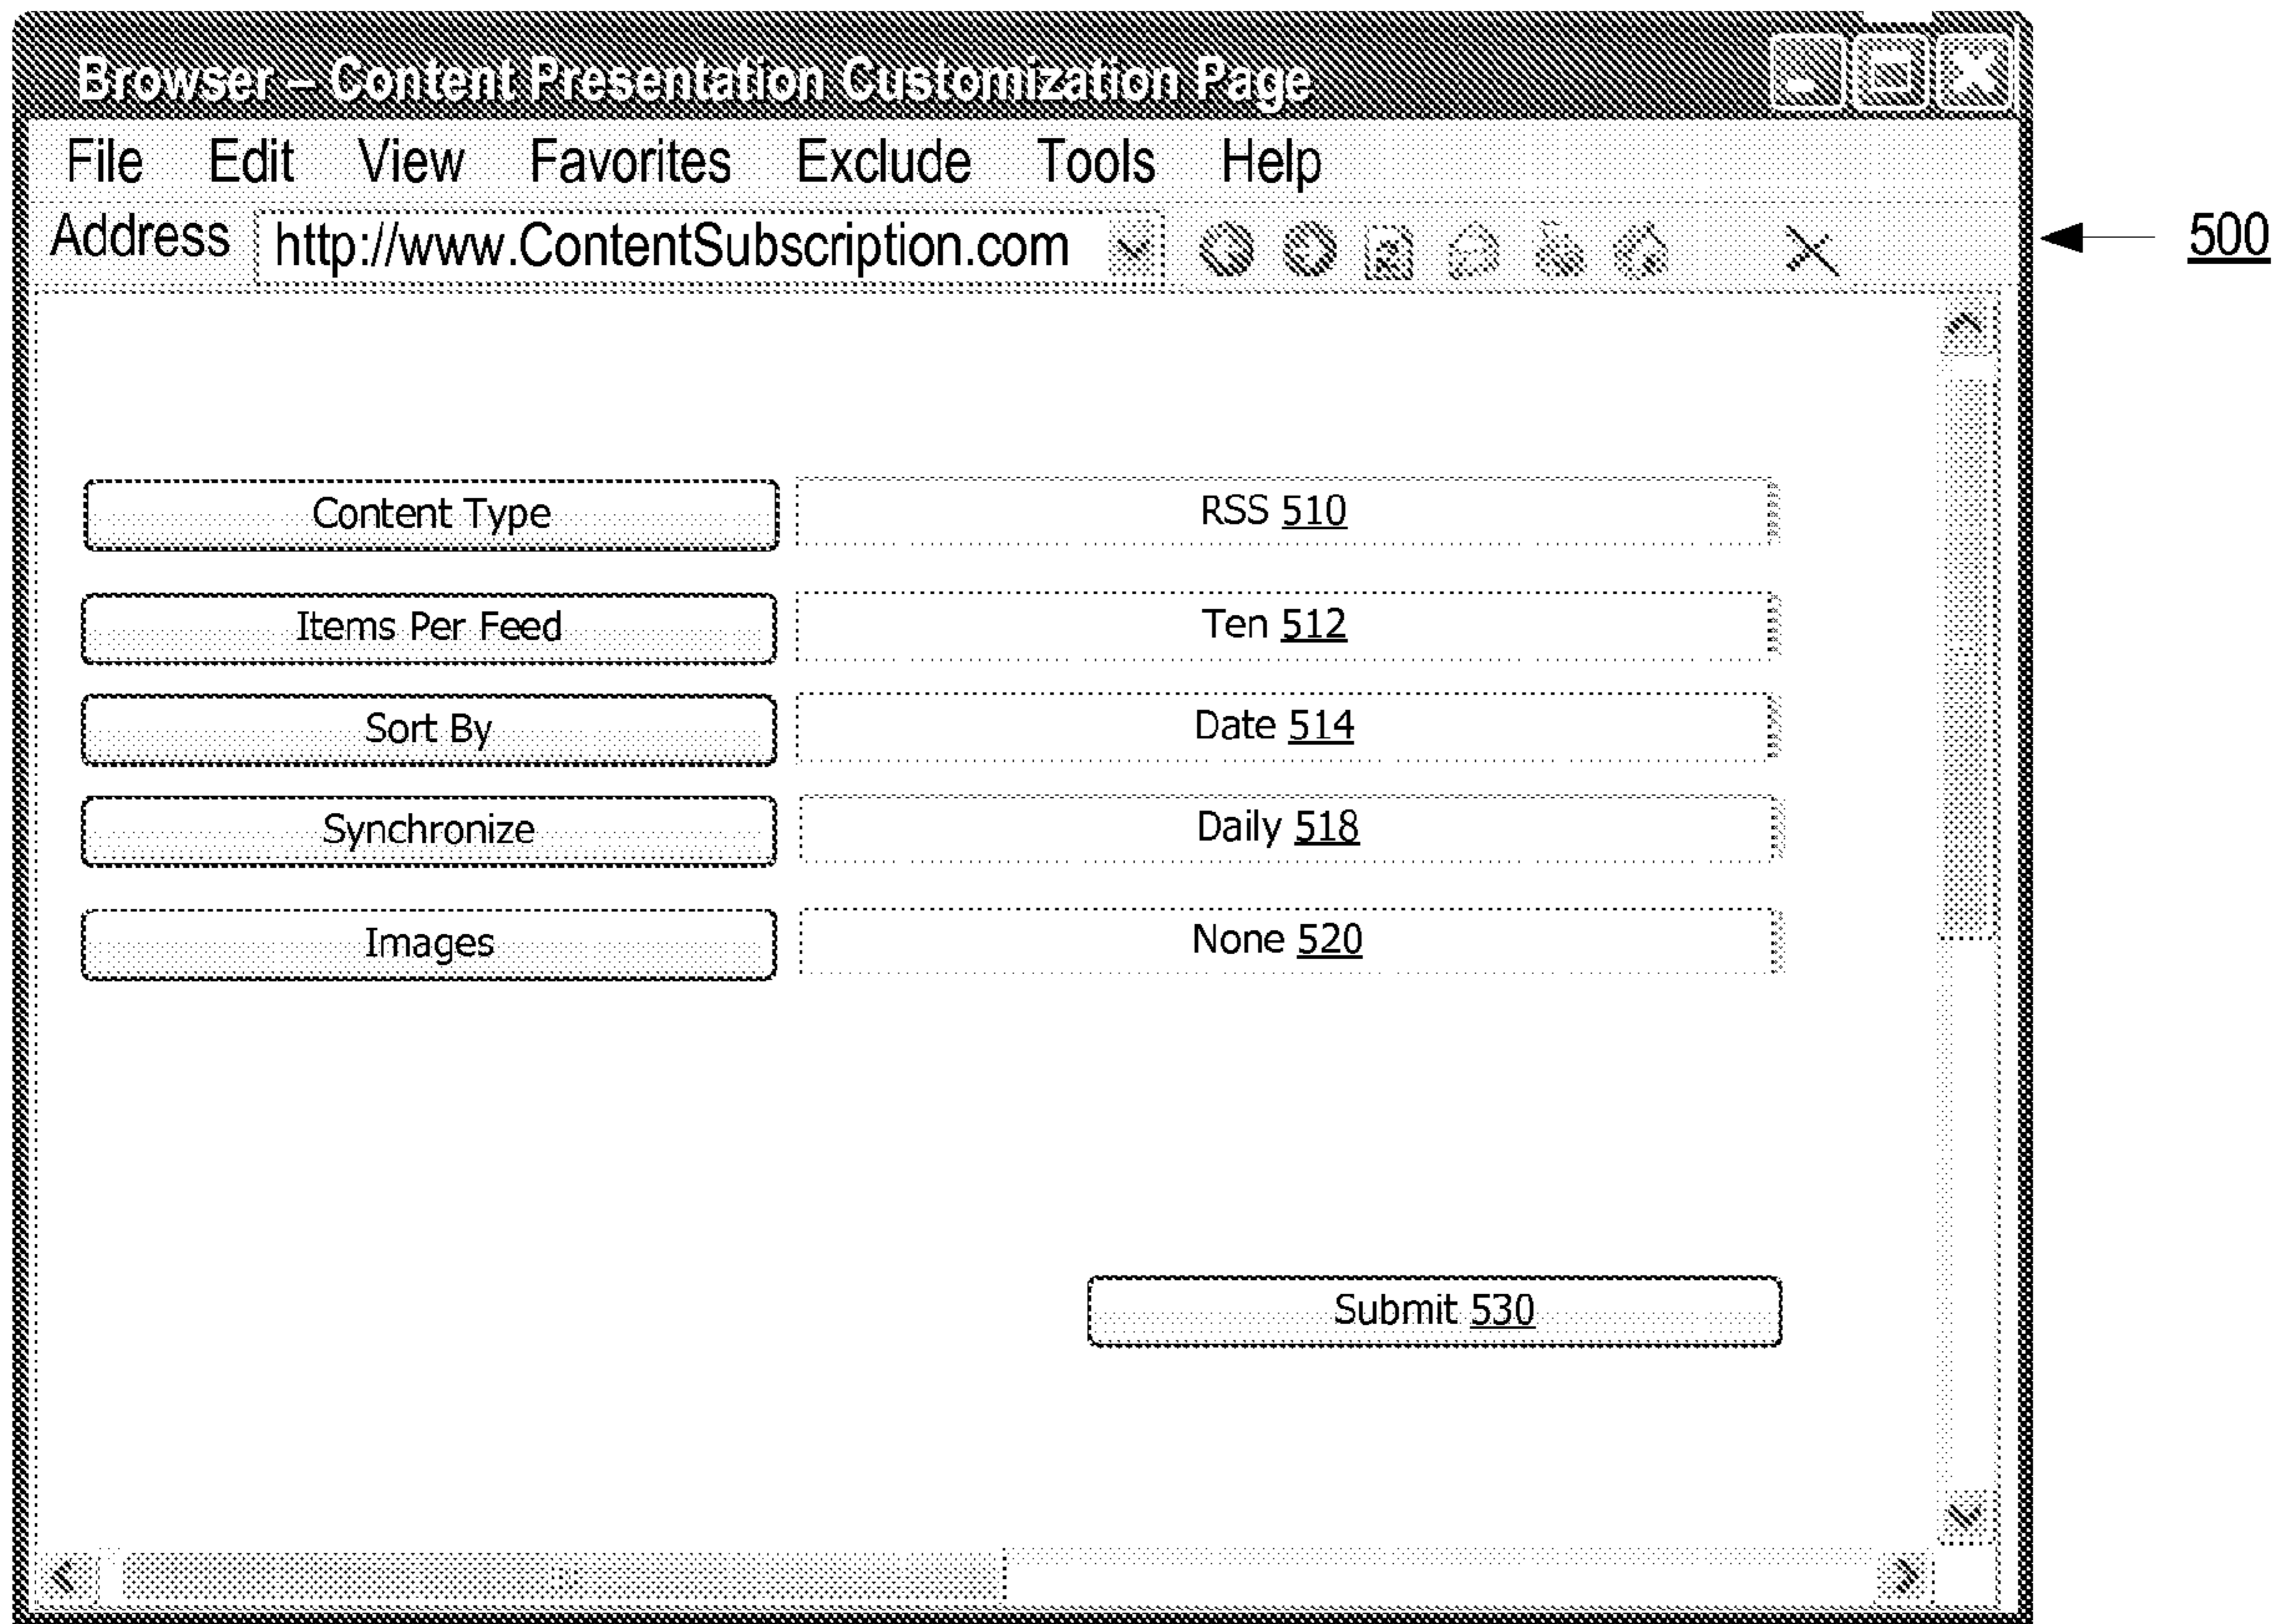 Browser – Content Presentation Customization Page
File Edit View Favorites Exclude Tools Help
Address http://www.ContentSubscription.com
500
Content Type RSS 510
Items Per Feed Ten 512
Sort By Date 514
Synchronize Daily 518
Images None 520
Submit 530